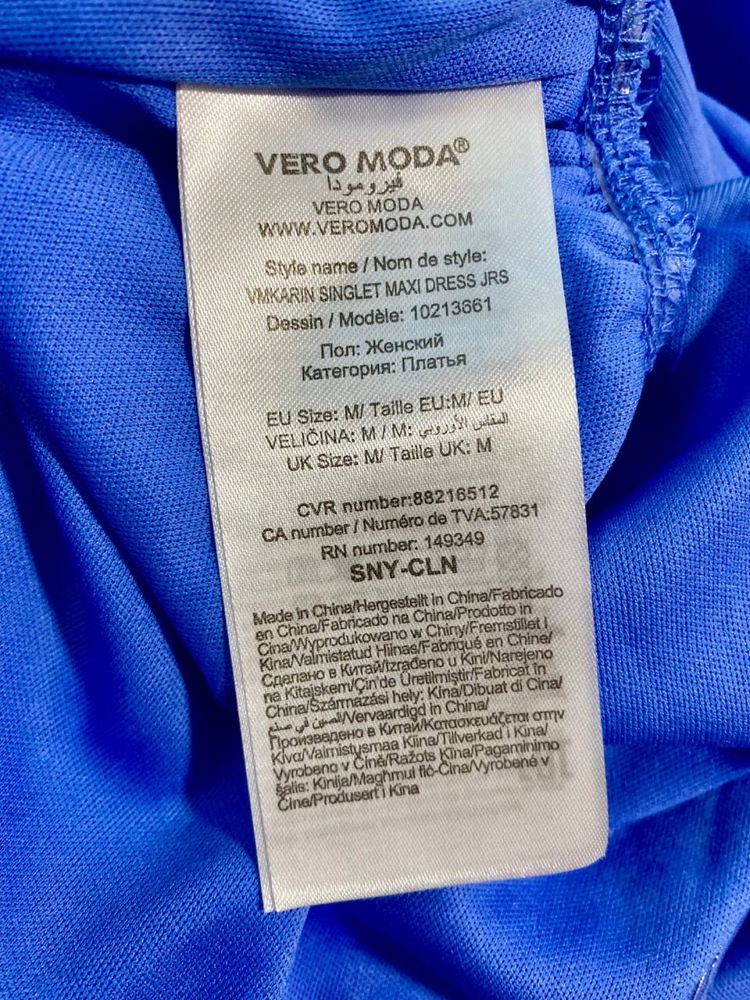 VERO MODA®
فيرومودا
VERO MODA
WWW.VEROMODA.COM
Style name / Nom de style:
VMKARIN SINGLET MAXI DRESS JRS
Dessin / Modèle: 10213661
Пол: Женский
Категория: Платья
EU Size: M/ Taille EU:M/ EU
VELIČINA: M / M: المقاس الأوروبي
UK Size: M/ Taille UK: M
CVR number:88216512
CA number / Numéro de TVA:57831
RN number: 149349
SNY-CLN
Made in China/Hergestellt in China/Fabricado
en China/Fabricado na China/Prodotto in
Cina/Wyprodukowano w Chiny/Fremstillet i
Kina/Valmistatud Hiinas/Fabriqué en Chine/
Сделано в Китай/Izrađeno u Kini/Narejeno
na Kitajskem/Çin'de Üretilmiştir/Fabricat în
China/Származási hely: Kína/Dibuat di Cina/
الصين في صنع/Vervaardigd in China/
Произведено в Китай/Κατασκευάζεται στην
Κίνα/Valmistusmaa Kiina/Tillverkad i Kina/
Vyrobeno v Číně/Ražots Ķīna/Pagaminimo
šalis: Kinija/Magħmul fiċ-Ċina/Vyrobené v
Číne/Produsert i Kina